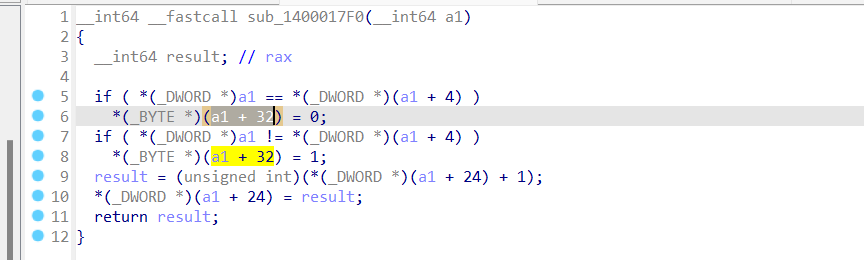 1 __int64 __fastcall sub_1400017F0(__int64 a1)
2 {
3   __int64 result; // rax
4
5   if ( *(_DWORD *)a1 == *(_DWORD *)(a1 + 4) )
6     *(_BYTE *)(a1 + 32) = 0;
7   if ( *(_DWORD *)a1 != *(_DWORD *)(a1 + 4) )
8     *(_BYTE *)(a1 + 32) = 1;
9   result = (unsigned int)(*(_DWORD *)(a1 + 24) + 1);
10   *(_DWORD *)(a1 + 24) = result;
11   return result;
12 }